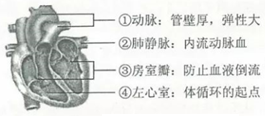 ①动脉：管壁厚，弹性大
②肺静脉：内流动脉血
③房室瓣：防止血液倒流
④左心室：体循环的起点